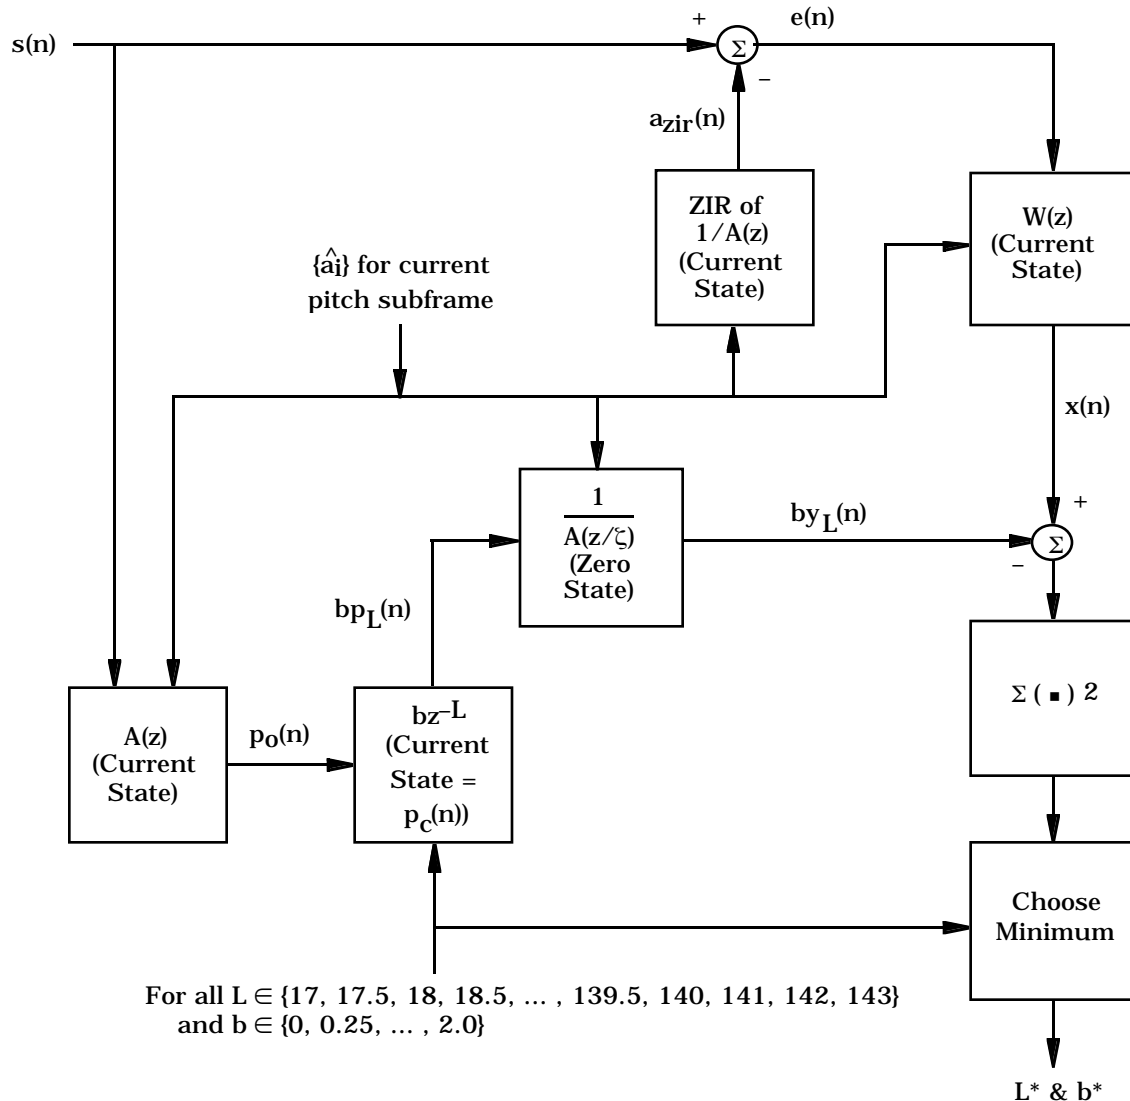 s(n)
+
Σ
e(n)
–
a_zir(n)
ZIR of
1/A(z)
(Current
State)
W(z)
(Current
State)
{â_i} for current
pitch subframe
x(n)
1
A(z/ζ)
(Zero
State)
by_L(n)
+
Σ
–
bp_L(n)
Σ ( ■ ) 2
A(z)
(Current
State)
p_o(n)
bz^–L
(Current
State =
p_c(n))
Choose
Minimum
For all L ∈ {17, 17.5, 18, 18.5, ... , 139.5, 140, 141, 142, 143}
and b ∈ {0, 0.25, ... , 2.0}
L* & b*